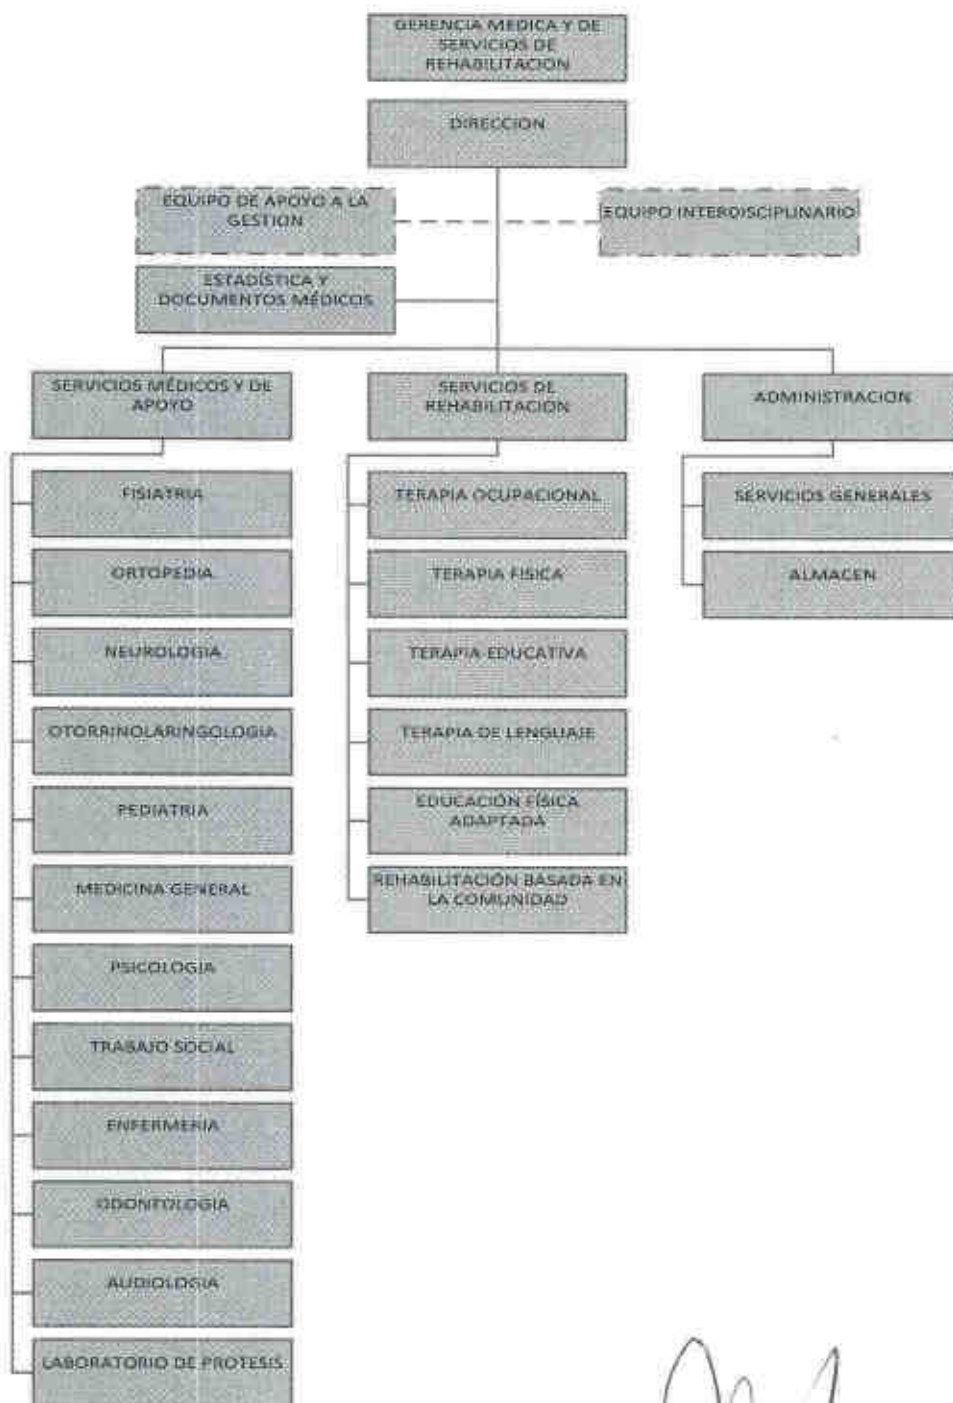 GERENCIA MEDICA Y DE
SERVICIOS DE
REHABILITACION
DIRECCION
EQUIPO DE APOYO A LA
GESTION
EQUIPO INTERDISCIPLINARIO
ESTADÍSTICA Y
DOCUMENTOS MÉDICOS
SERVICIOS MÉDICOS Y DE
APOYO
SERVICIOS DE
REHABILITACION
ADMINISTRACION
FISIATRIA
ORTOPEDIA
NEUROLOGIA
OTORRINOLARINGOLOGIA
PEDIATRIA
MEDICINA GENERAL
PSICOLOGIA
TRABAJO SOCIAL
ENFERMERIA
ODONTOLOGIA
AUDIOLOGIA
LABORATORIO DE PROTESIS
TERAPIA OCUPACIONAL
TERAPIA FISICA
TERAPIA EDUCATIVA
TERAPIA DE LENGUAJE
EDUCACIÓN FÍSICA
ADAPTADA
REHABILITACIÓN BASADA EN
LA COMUNIDAD
SERVICIOS GENERALES
ALMACEN